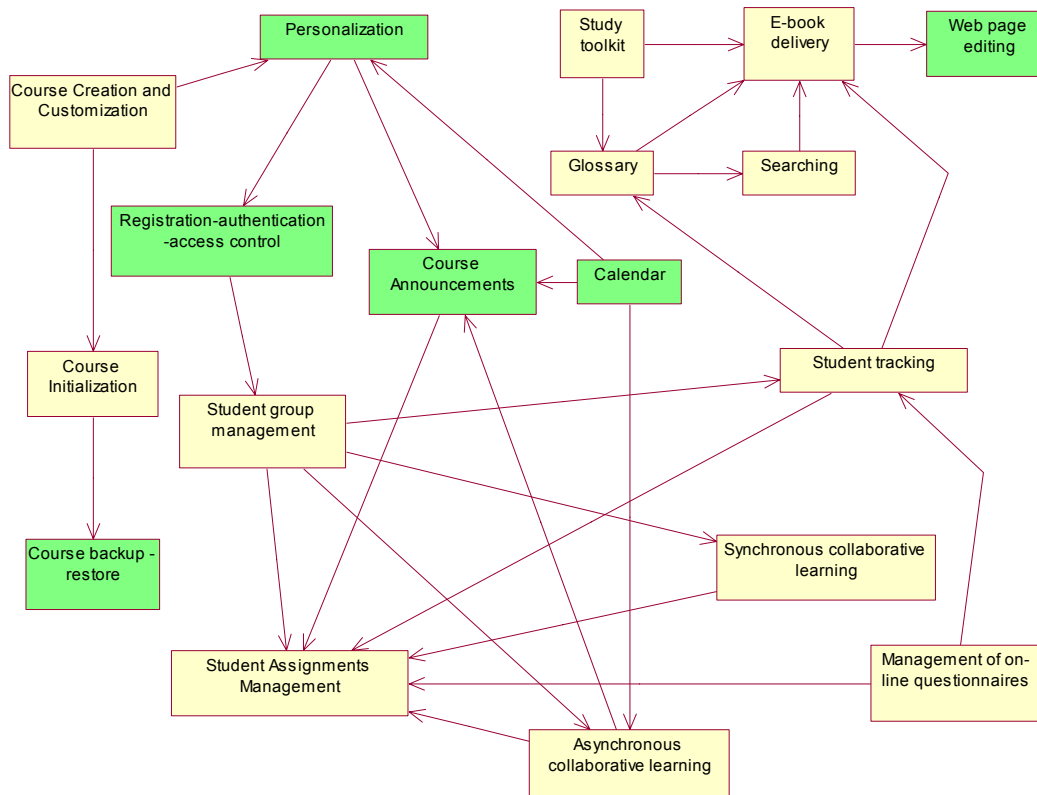 Personalization
Study
toolkit
E-book
delivery
Web page
editing
Course Creation and
Customization
Glossary
Searching
Registration-authentication
-access control
Course
Announcements
Calendar
Course
Initialization
Student tracking
Student group
management
Course backup -
restore
Synchronous collaborative
learning
Student Assignments
Management
Management of on-
line questionnaires
Asynchronous
collaborative learning